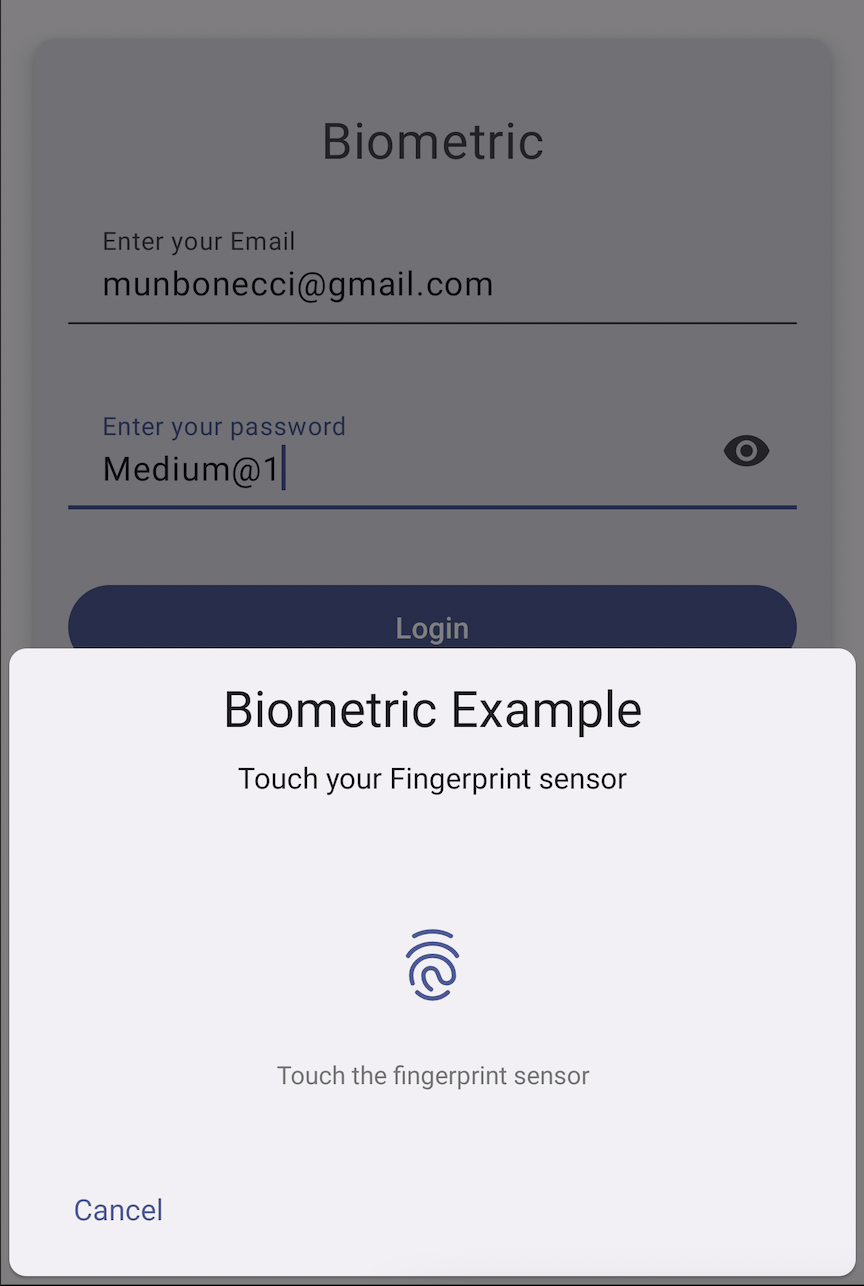 Biometric
Enter your Email
munbonecci@gmail.com
Enter your password
Medium@1
Login
Biometric Example
Touch your Fingerprint sensor
Touch the fingerprint sensor
Cancel